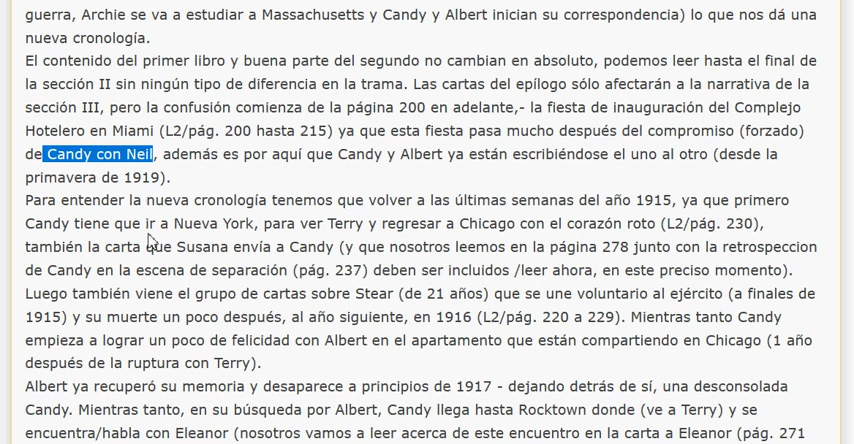 guerra, Archie se va a estudiar a Massachusetts y Candy y Albert inician su correspondencia) lo que nos dá una
nueva cronología.
El contenido del primer libro y buena parte del segundo no cambian en absoluto, podemos leer hasta el final de
la sección II sin ningún tipo de diferencia en la trama. Las cartas del epílogo sólo afectarán a la narrativa de la
sección III, pero la confusión comienza de la página 200 en adelante,- la fiesta de inauguración del Complejo
Hotelero en Miami (L2/pág. 200 hasta 215) ya que esta fiesta pasa mucho después del compromiso (forzado)
de Candy con Neil, además es por aquí que Candy y Albert ya están escribiéndose el uno al otro (desde la
primavera de 1919).
Para entender la nueva cronología tenemos que volver a las últimas semanas del año 1915, ya que primero
Candy tiene que ir a Nueva York, para ver Terry y regresar a Chicago con el corazón roto (L2/pág. 230),
también la carta que Susana envía a Candy (y que nosotros leemos en la página 278 junto con la retrospeccion
de Candy en la escena de separación (pág. 237) deben ser incluidos /leer ahora, en este preciso momento).
Luego también viene el grupo de cartas sobre Stear (de 21 años) que se une voluntario al ejército (a finales de
1915) y su muerte un poco después, al año siguiente, en 1916 (L2/pág. 220 a 229). Mientras tanto Candy
empieza a lograr un poco de felicidad con Albert en el apartamento que están compartiendo en Chicago (1 año
después de la ruptura con Terry).
Albert ya recuperó su memoria y desaparece a principios de 1917 - dejando detrás de sí, una desconsolada
Candy. Mientras tanto, en su búsqueda por Albert, Candy llega hasta Rocktown donde (ve a Terry) y se
encuentra/habla con Eleanor (nosotros vamos a leer acerca de este encuentro en la carta a Eleanor (pág. 271